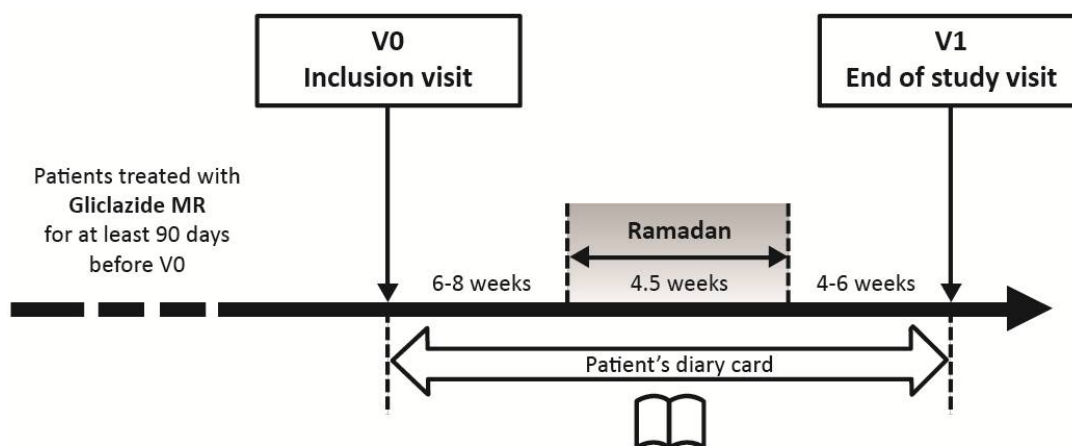 V0
Inclusion visit
V1
End of study visit
Patients treated with
Gliclazide MR
for at least 90 days
before V0
Ramadan
6-8 weeks
4.5 weeks
4-6 weeks
Patient's diary card